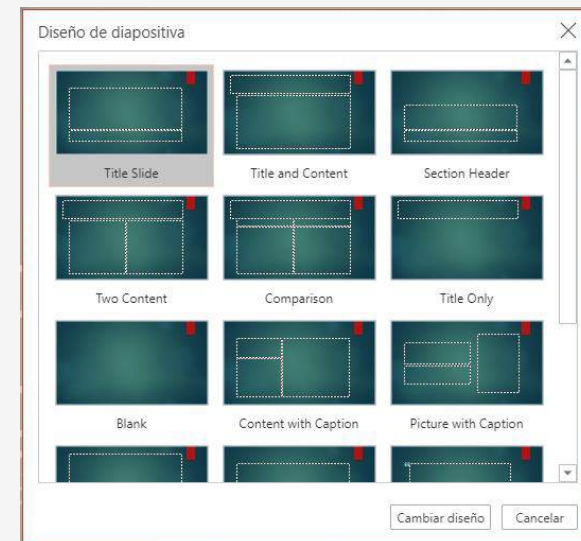 Diseño de diapositiva
Title Slide
Title and Content
Section Header
Two Content
Comparison
Title Only
Blank
Content with Caption
Picture with Caption
Cambiar diseño
Cancelar